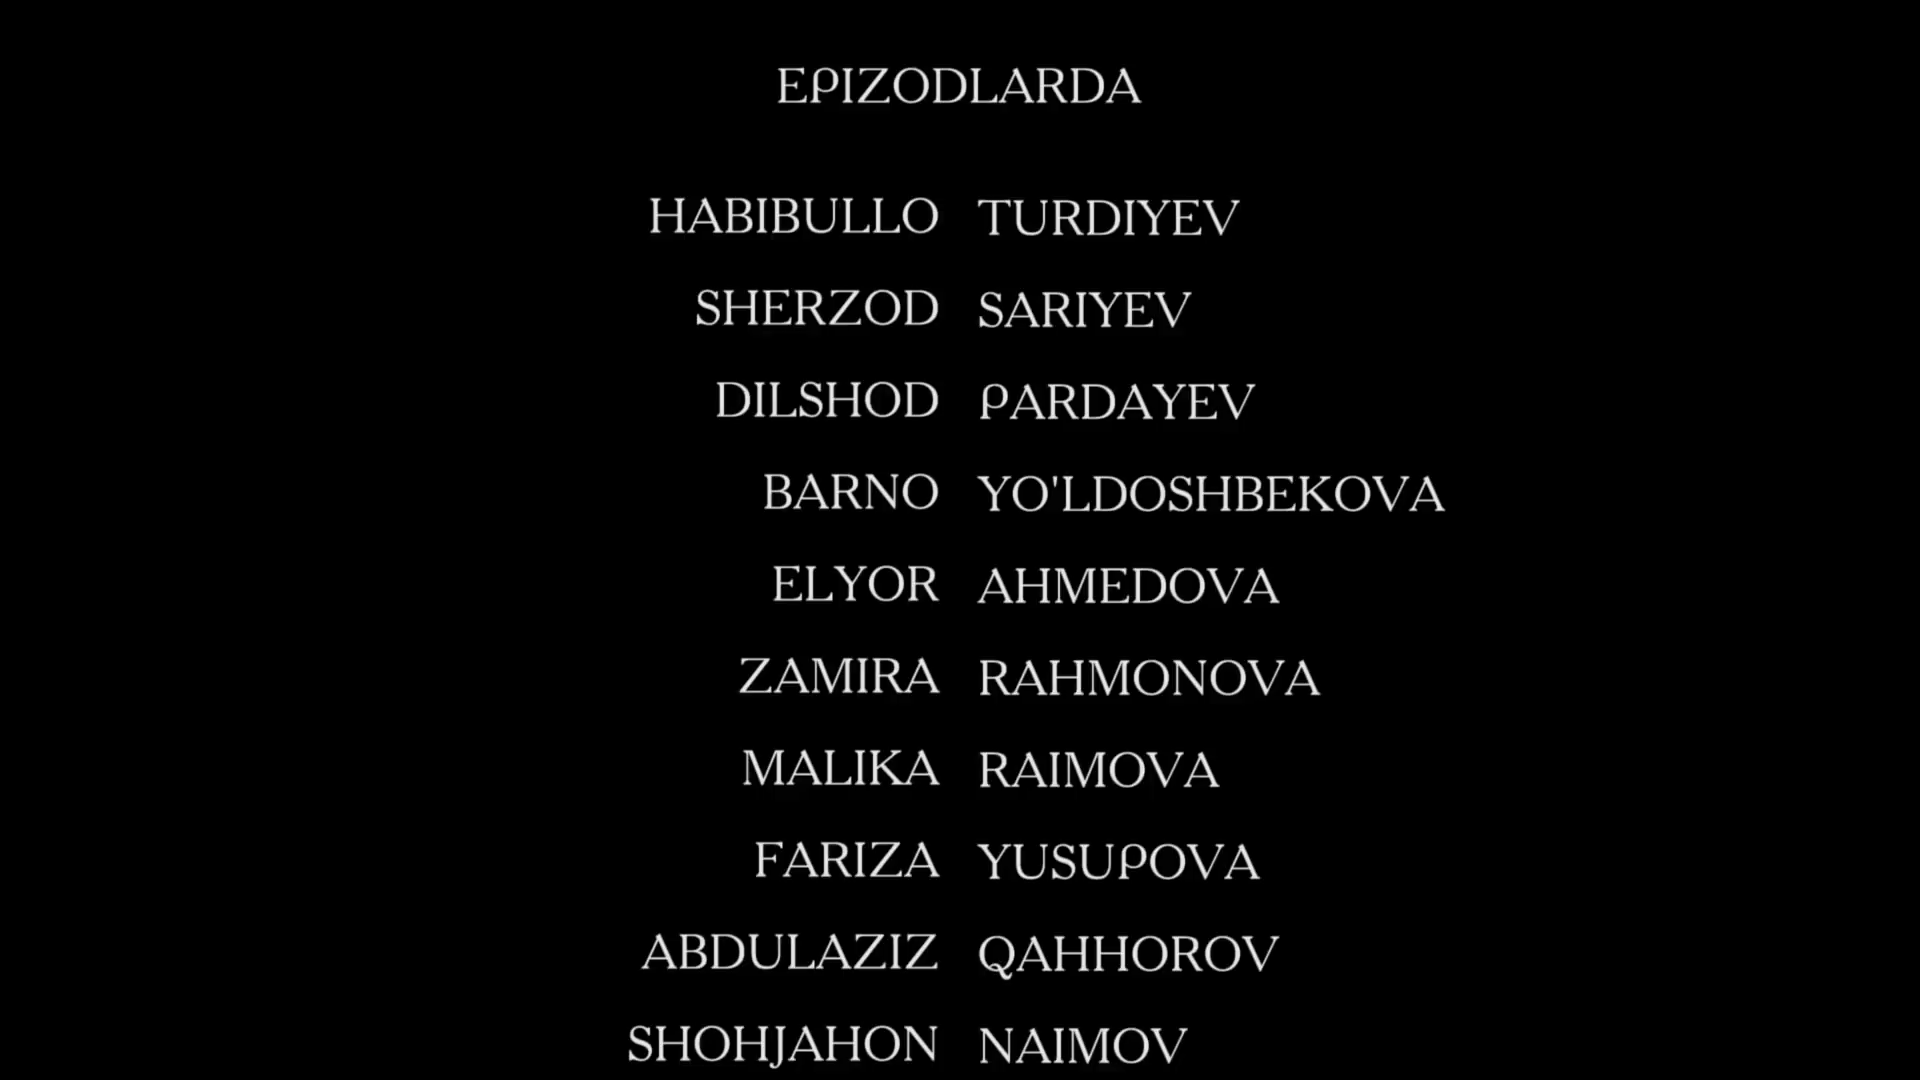 EPIZODLARDA
HABIBULLO TURDIYEV
SHERZOD SARIYEV
DILSHOD PARDAYEV
BARNO YO'LDOSHBEKOVA
ELYOR AHMEDOVA
ZAMIRA RAHMONOVA
MALIKA RAIMOVA
FARIZA YUSUPOVA
ABDULAZIZ QAHHOROV
SHOHJAHON NAIMOV